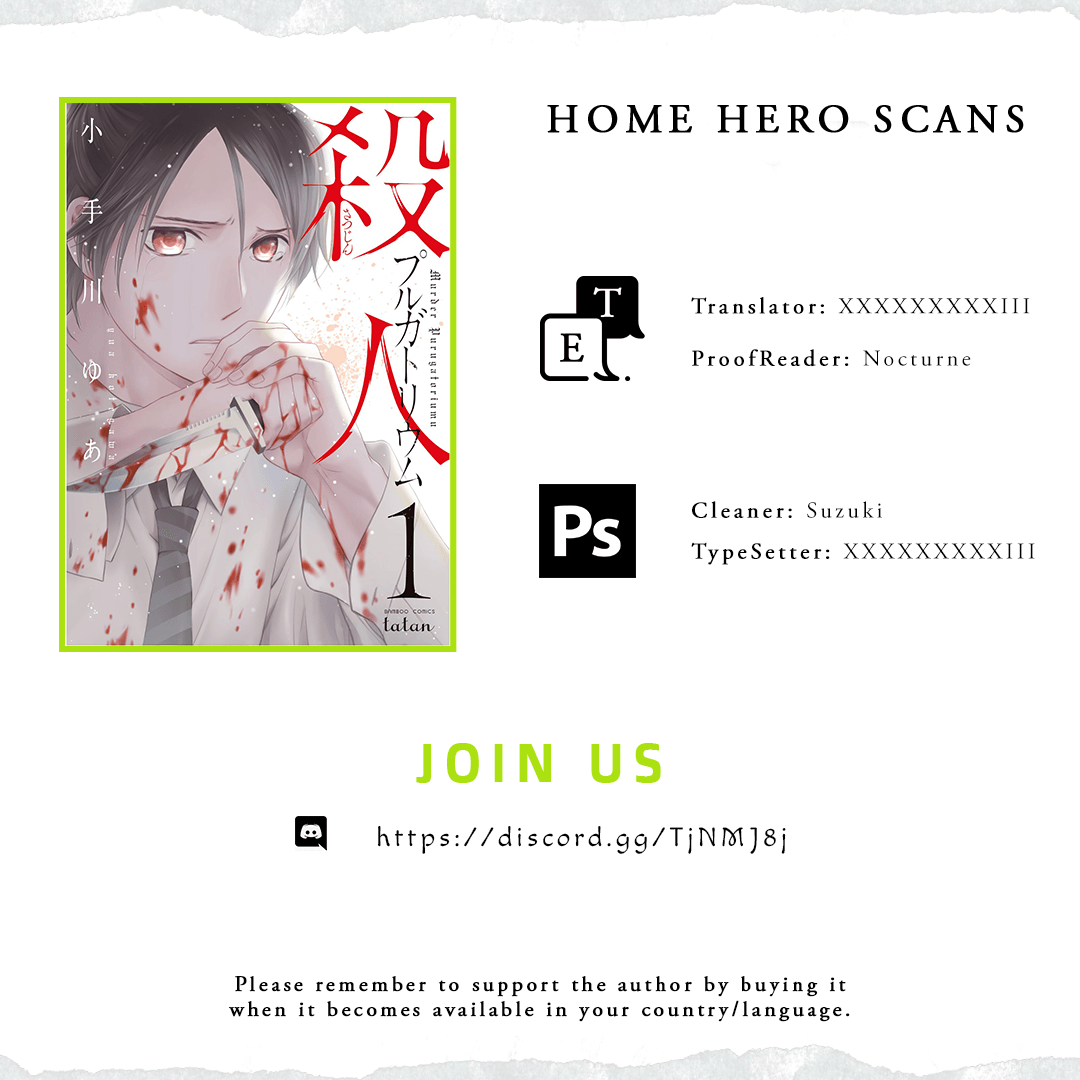 HOME HERO SCANS
小手川ゆあ
yua kotegawa
殺人
さつじん
プルガトリウム
Murder Purugatoriumu
1
BAMBOO COMICS
tatan
T
E
Translator: XXXXXXXXXIII
ProofReader: Nocturne
Ps
Cleaner: Suzuki
TypeSetter: XXXXXXXXXIII
JOIN US
https://discord.gg/TjNMJ8j
Please remember to support the author by buying it
when it becomes available in your country/language.